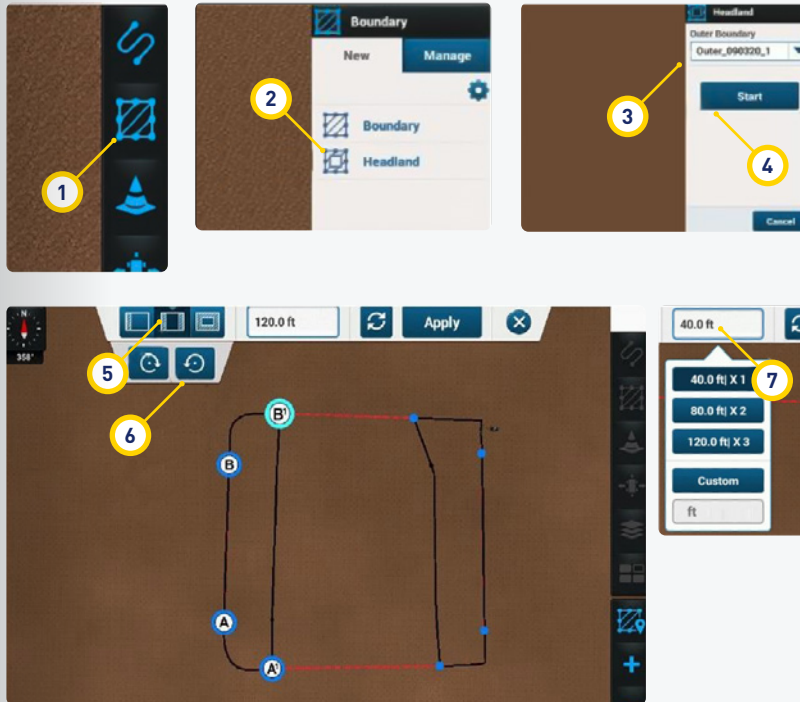 1
Boundary
New
Manage
2
Boundary
Headland
Headland
Outer Boundary
Outer_090320_1
3
Start
4
Cancel
N
358°
120.0 ft
Apply
5
6
B¹
B
A
A¹
40.0 ft
40.0 ft| X 1
7
80.0 ft| X 2
120.0 ft| X 3
Custom
ft